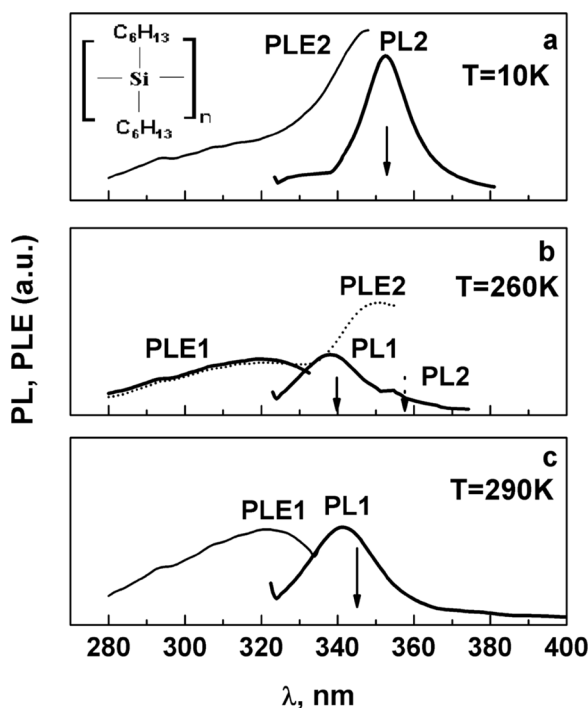 C6H13
Si
C6H13
n
PLE2
PL2
a
T=10K
b
T=260K
PLE2
PLE1
PL1
PL2
c
T=290K
PLE1
PL1
PL, PLE (a.u.)
280 300 320 340 360 380 400
λ, nm